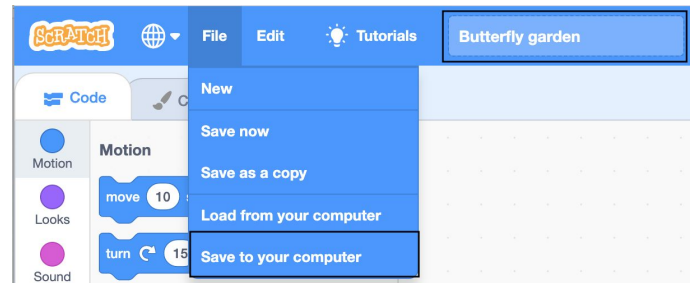 SCRATCH File Edit Tutorials Butterfly garden
Code C
New
Save now
Save as a copy
Load from your computer
Save to your computer
Motion
Looks
Sound
Motion
move 10 s
turn 15